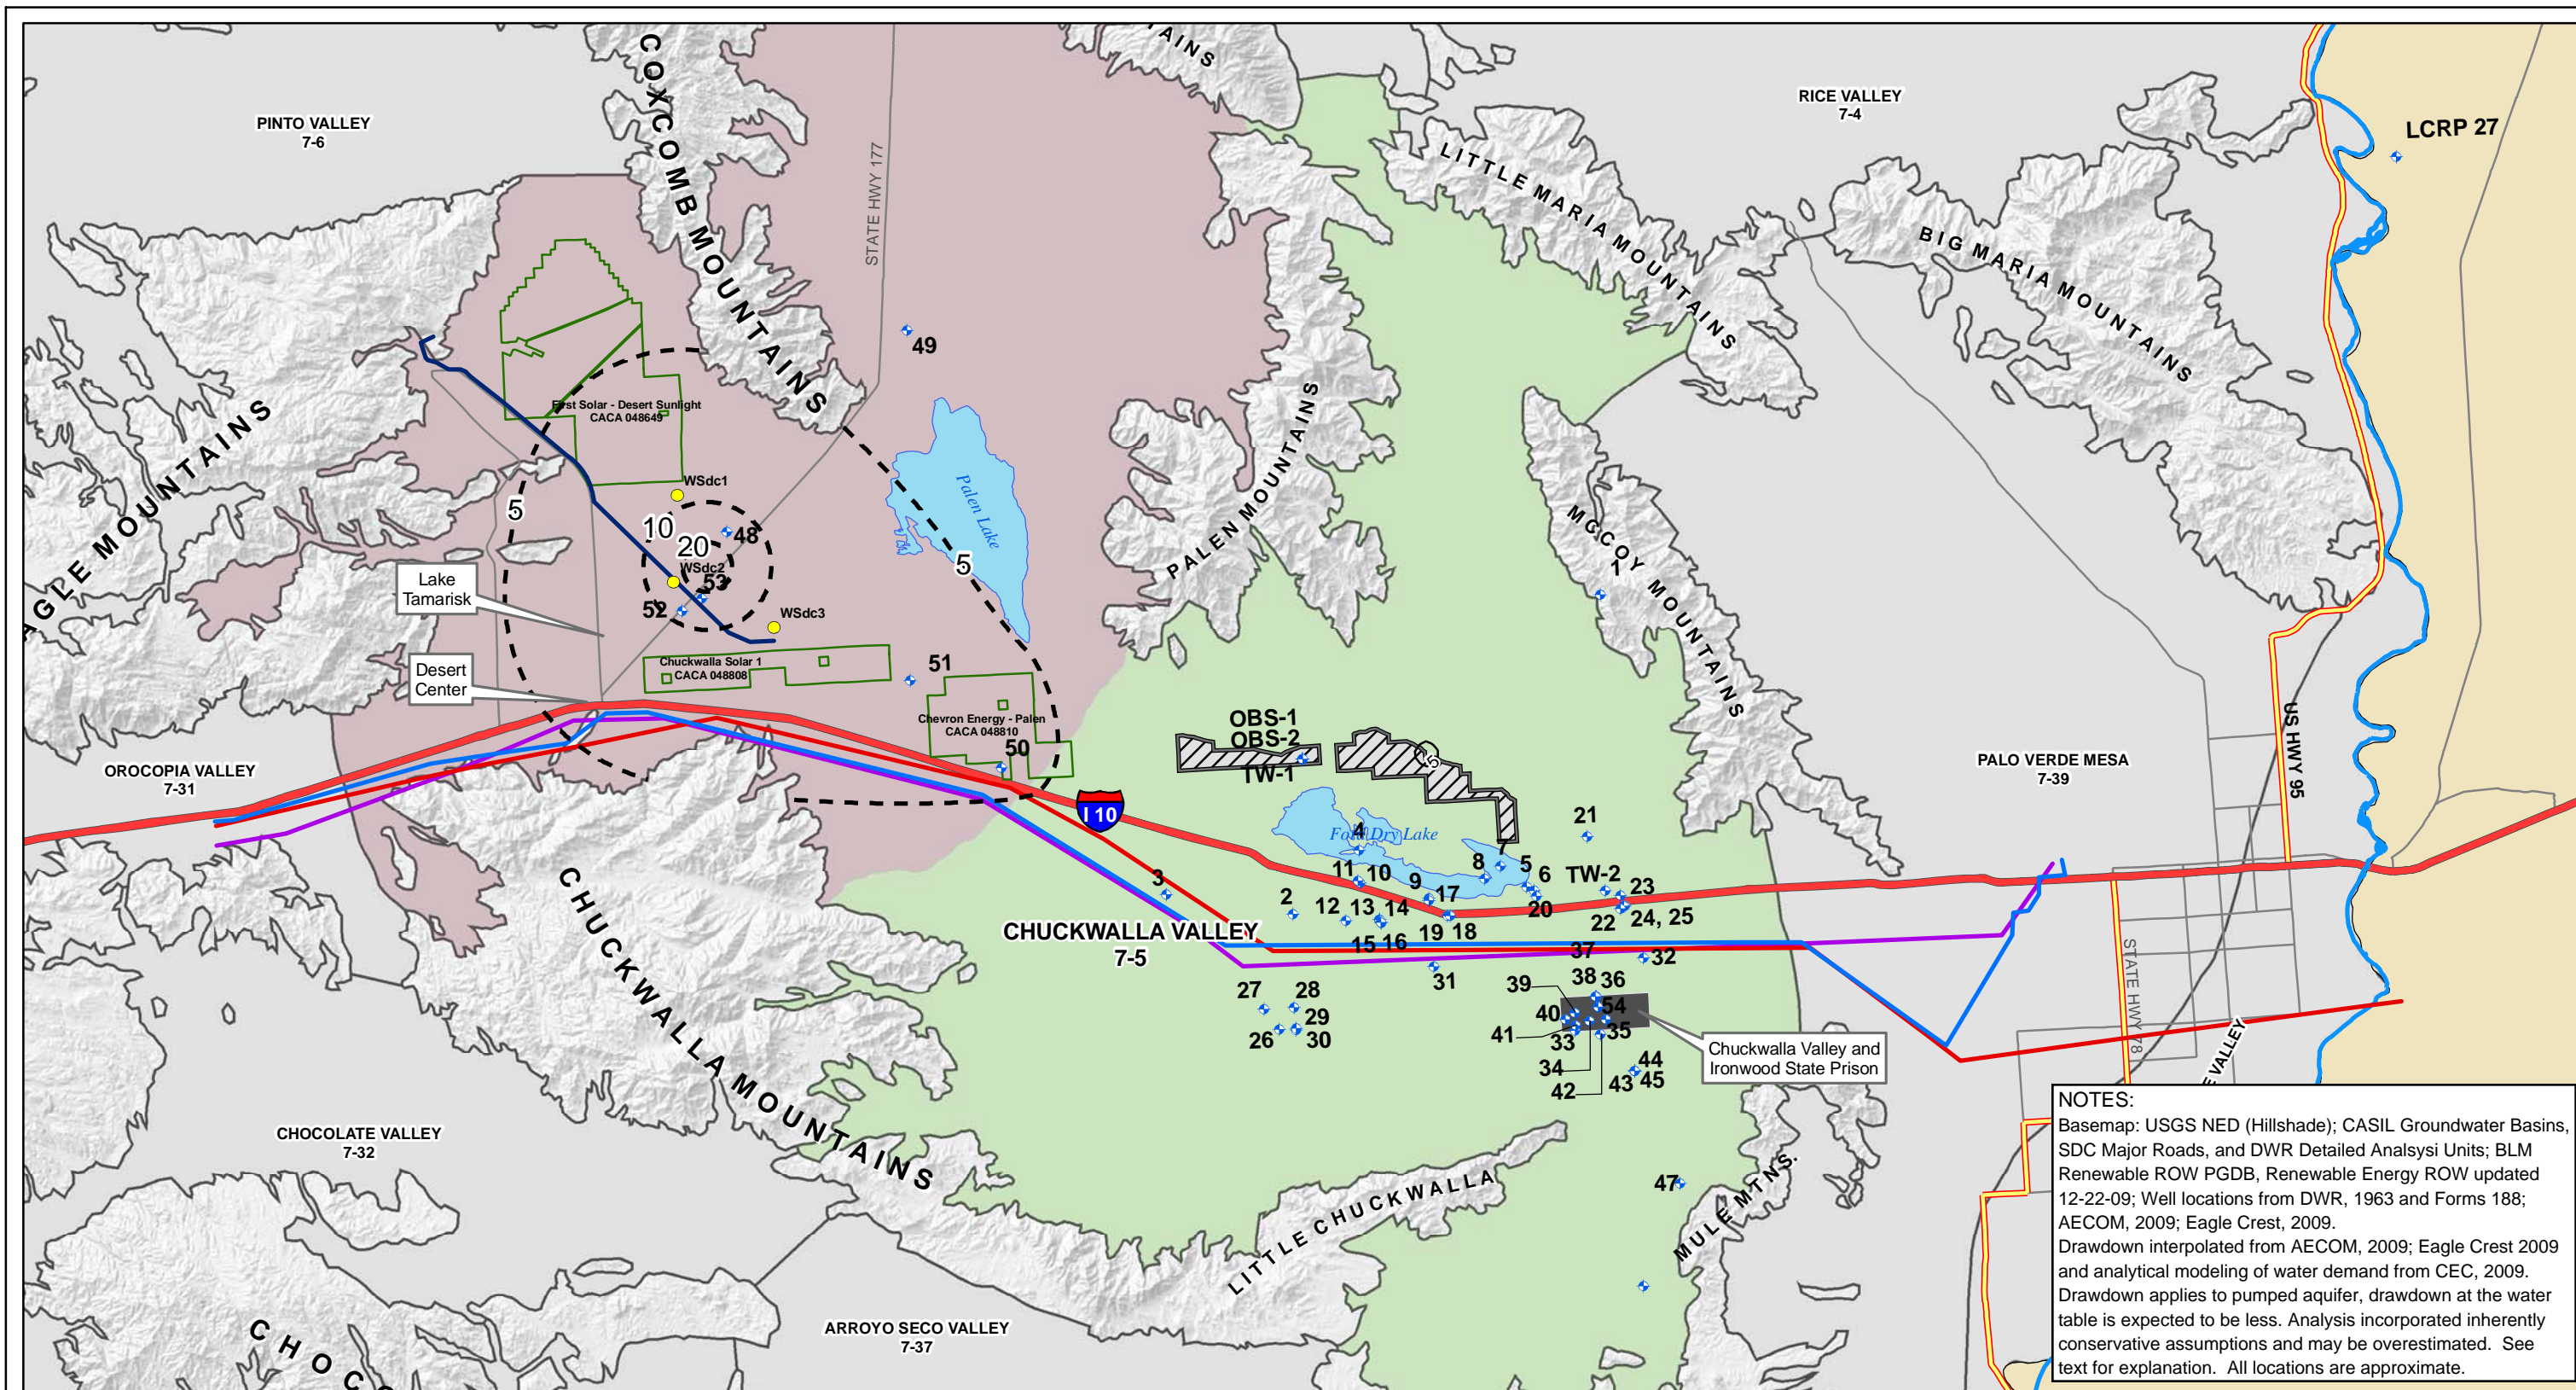 TAINS
COXCOMB MOUNTAINS
PINTO VALLEY
7-6
RICE VALLEY
7-4
LCRP 27
STATE HWY 177
LITTLE MARIA MOUNTAINS
BIG MARIA MOUNTAINS
49
First Solar - Desert Sunlight
CACA 048649
EAGLE MOUNTAINS
PALEN MOUNTAINS
MCCOY MOUNTAINS
1
WSdc1
5
10
48
20
WSdc2
53
52
WSdc3
Palen Lake
5
Lake
Tamarisk
Desert
Center
Chuckwalla Solar 1
CACA 048808
51
Chevron Energy - Palen
CACA 048810
50
OBS-1
OBS-2
TW-1
5
US HWY 95
OROCOPIA VALLEY
7-31
PALO VERDE MESA
7-39
I 10
Ford Dry Lake
4
21
7
8
5
6
11
10
9
17
TW-2
23
3
2
12
13
14
20
22
24, 25
15
16
19
18
CHUCKWALLA VALLEY
7-5
37
32
31
38
36
39
27
28
54
40
29
26
30
41
33
35
34
42
43
44
45
Chuckwalla Valley and
Ironwood State Prison
STATE HWY 78
E VALLEY
CHUCKWALLA MOUNTAINS
CHOCOLATE VALLEY
7-32
LITTLE CHUCKWALLA
47
MULE MTNS.
ARROYO SECO VALLEY
7-37
CHOC
NOTES:
Basemap: USGS NED (Hillshade); CASIL Groundwater Basins,
SDC Major Roads, and DWR Detailed Analsysi Units; BLM
Renewable ROW PGDB, Renewable Energy ROW updated
12-22-09; Well locations from DWR, 1963 and Forms 188;
AECOM, 2009; Eagle Crest, 2009.
Drawdown interpolated from AECOM, 2009; Eagle Crest 2009
and analytical modeling of water demand from CEC, 2009.
Drawdown applies to pumped aquifer, drawdown at the water
table is expected to be less. Analysis incorporated inherently
conservative assumptions and may be overestimated.  See
text for explanation.  All locations are approximate.